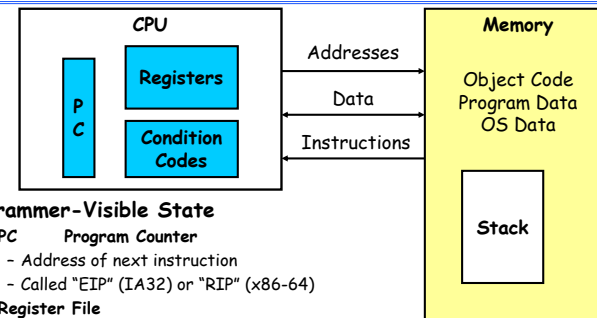 CPU
Memory
Addresses
Registers
Object Code
Program Data
OS Data
P
C
Data
Condition
Codes
Instructions
Stack
rammer-Visible State
PC Program Counter
– Address of next instruction
– Called “EIP” (IA32) or “RIP” (x86-64)
Register File